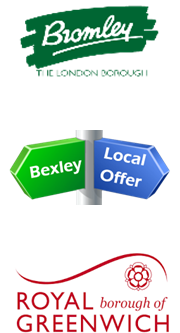 Bromley
THE LONDON BOROUGH
Bexley
Local
Offer
ROYAL borough of
GREENWICH